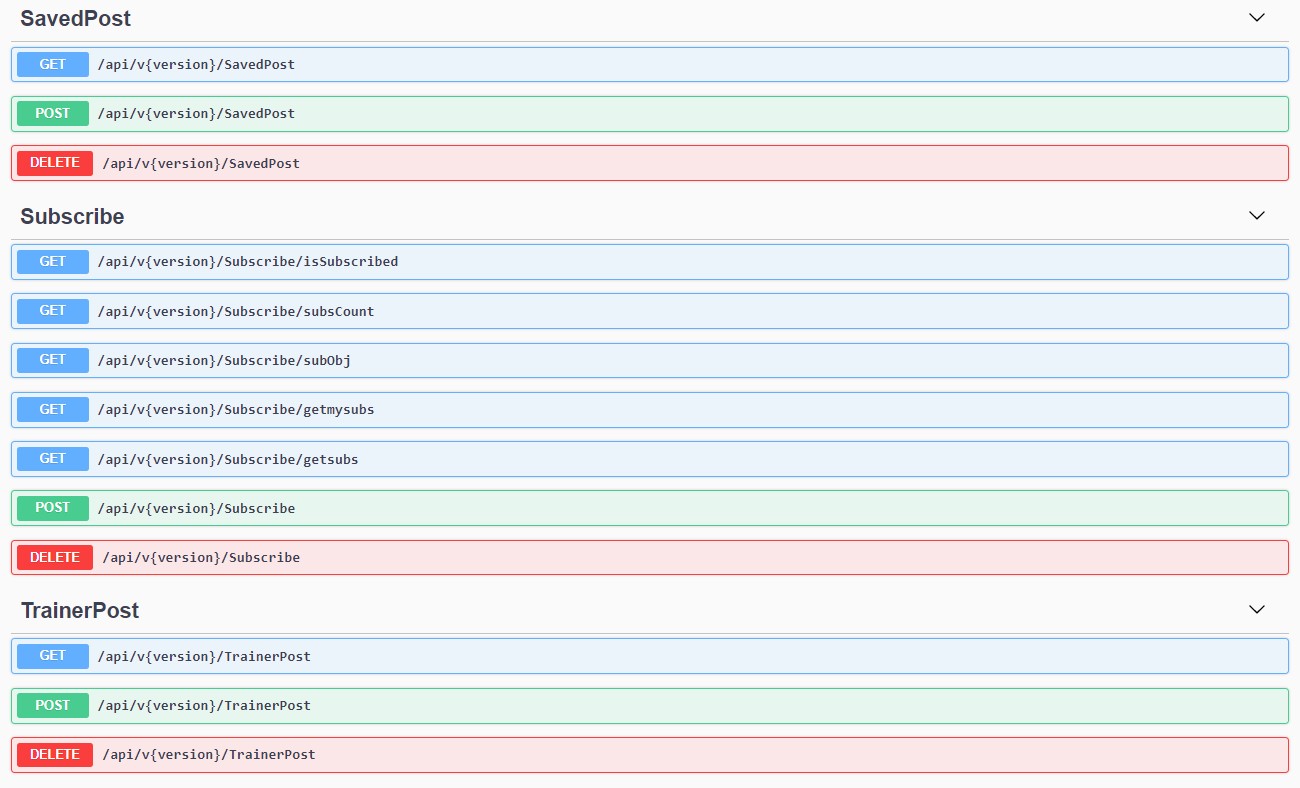 SavedPost
GET /api/v{version}/SavedPost
POST /api/v{version}/SavedPost
DELETE /api/v{version}/SavedPost
Subscribe
GET /api/v{version}/Subscribe/isSubscribed
GET /api/v{version}/Subscribe/subsCount
GET /api/v{version}/Subscribe/subObj
GET /api/v{version}/Subscribe/getmysubs
GET /api/v{version}/Subscribe/getsubs
POST /api/v{version}/Subscribe
DELETE /api/v{version}/Subscribe
TrainerPost
GET /api/v{version}/TrainerPost
POST /api/v{version}/TrainerPost
DELETE /api/v{version}/TrainerPost